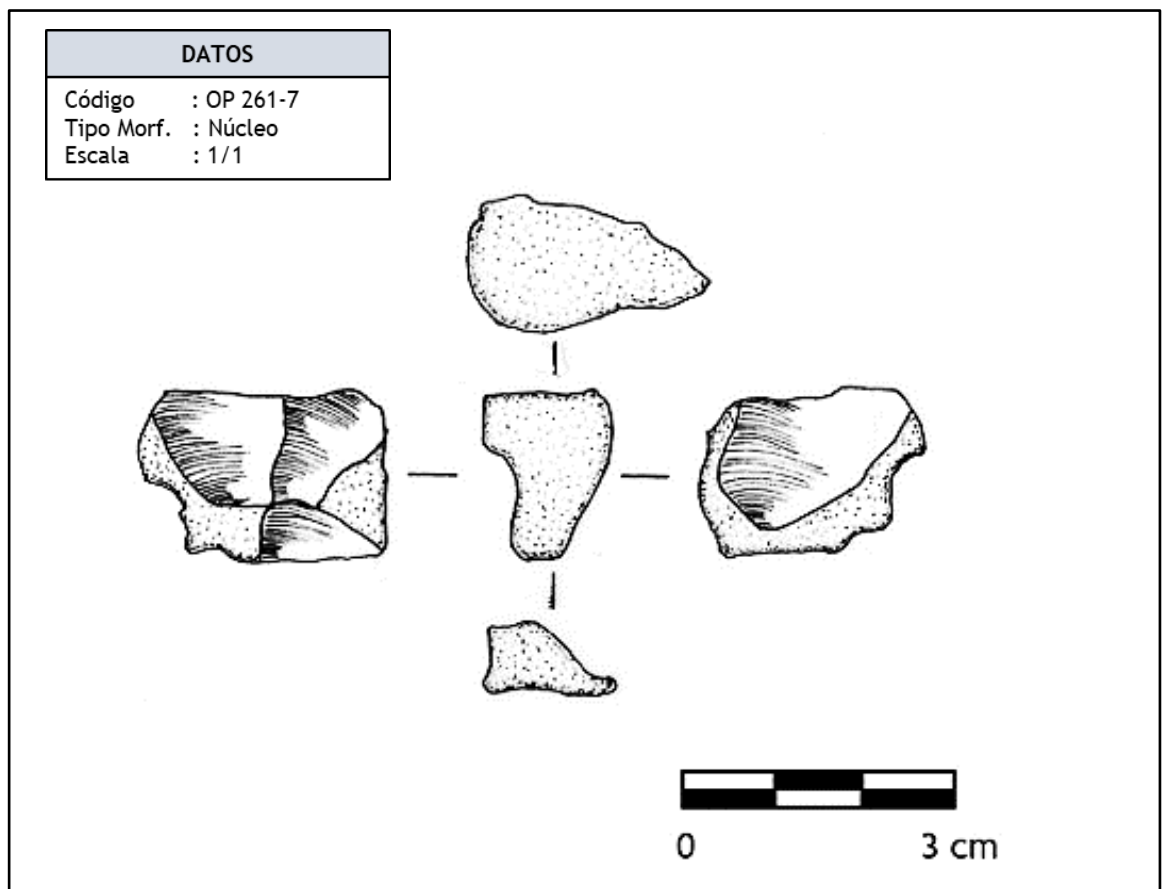 DATOS
Código : OP 261-7
Tipo Morf. : Núcleo
Escala : 1/1
0 3 cm